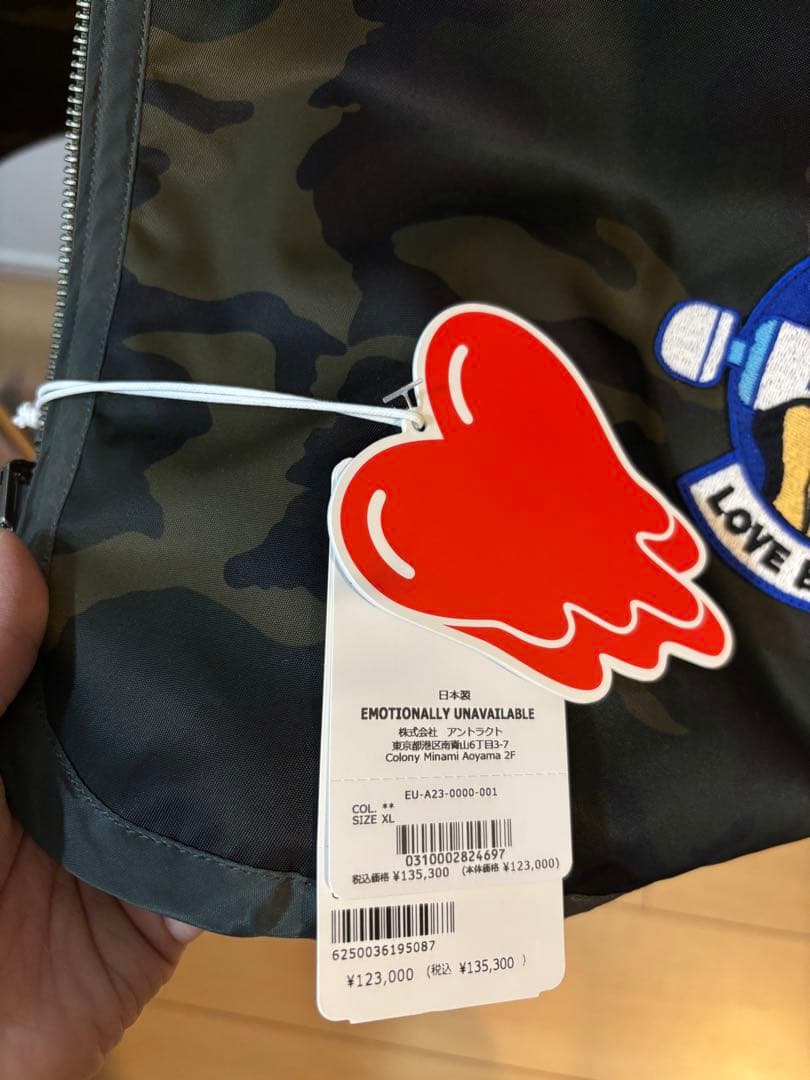 LOVE
日本製
EMOTIONALLY UNAVAILABLE
株式会社 アントラクト
東京都港区南青山6丁目3-7
Colony Minami Aoyama 2F
EU-A23-0000-001
COL. **
SIZE XL
0310002824697
税込価格 ¥135,300 (本体価格 ¥123,000)
6250036195087
¥123,000 (税込 ¥135,300 )